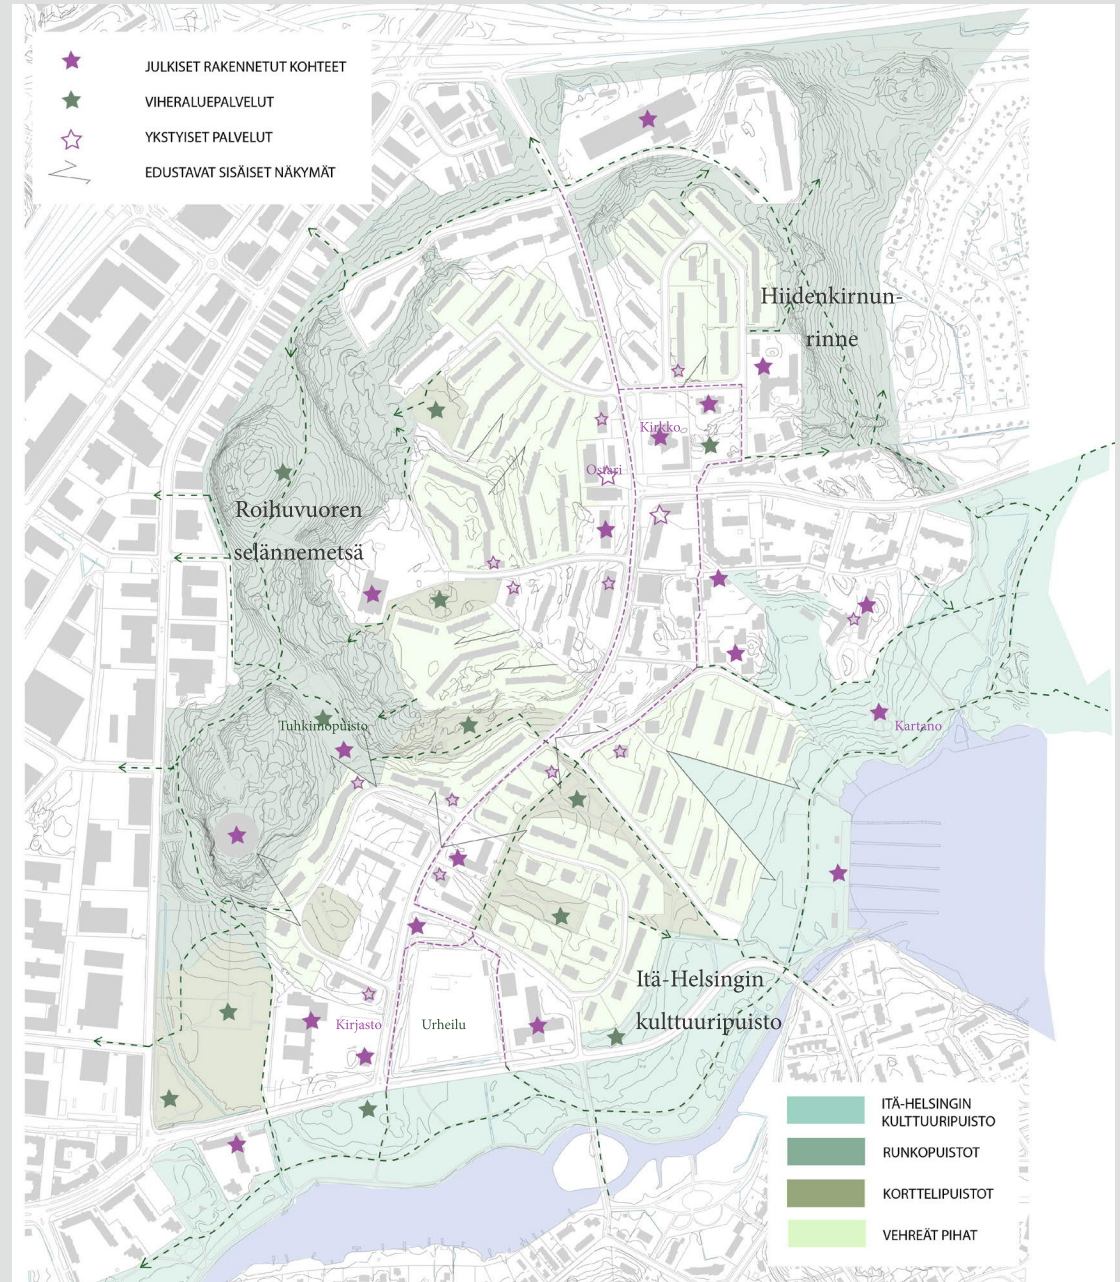 JULKISET RAKENNETUT KOHTEET
VIHERALUEPALVELUT
YKSTYISET PALVELUT
EDUSTAVAT SISÄISET NÄKYMÄT
Hiidenkirnun-
rinne
Kirkko
Ostari
Roihuvuoren
selännemetsä
Tuhkimopuisto
Kartano
Itä-Helsingin
kulttuuripuisto
Kirjasto
Urheilu
ITÄ-HELSINGIN
KULTTUURIPUISTO
RUNKOPUISTOT
KORTTELIPUISTOT
VEHREÄT PIHAT